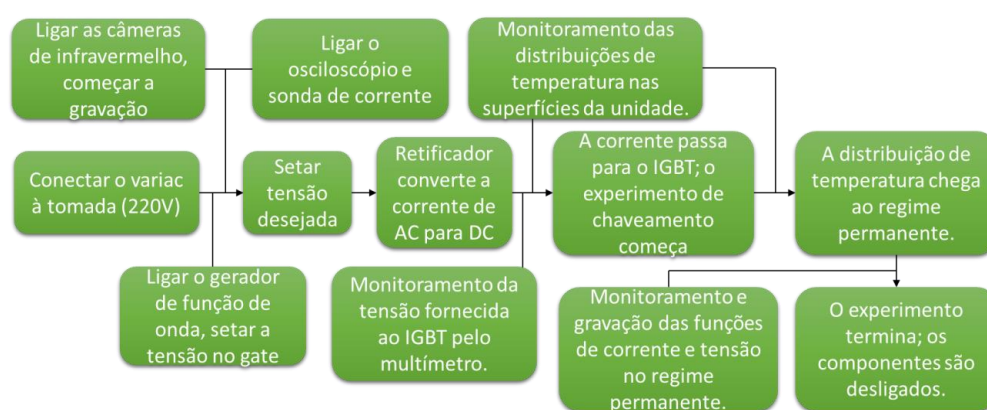 Ligar as câmeras
de infravermelho,
começar a
gravação
Ligar o
osciloscópio e
sonda de corrente
Monitoramento das
distribuições de
temperatura nas
superfícies da unidade.
Conectar o variac
à tomada (220V)
Setar
tensão
desejada
Retificador
converte a
corrente de
AC para DC
A corrente passa
para o IGBT; o
experimento de
chaveamento
começa
A distribuição de
temperatura chega
ao regime
permanente.
Ligar o gerador
de função de
onda, setar a
tensão no gate
Monitoramento da
tensão fornecida
ao IGBT pelo
multímetro.
Monitoramento e
gravação das funções
de corrente e tensão
no regime
permanente.
O experimento
termina; os
componentes são
desligados.